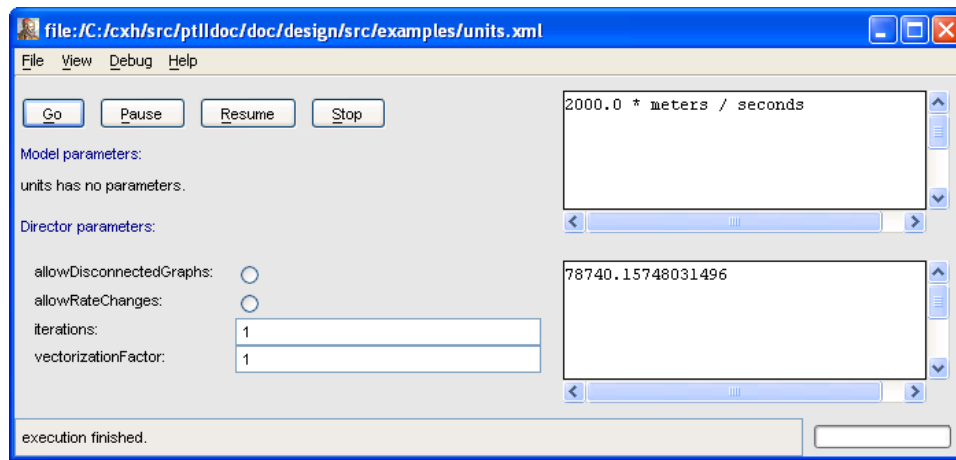 file:/C:/cxh/src/ptIIdoc/doc/design/src/examples/units.xml
File View Debug Help
Go Pause Resume Stop
Model parameters:
units has no parameters.
Director parameters:
allowDisconnectedGraphs:
allowRateChanges:
iterations: 1
vectorizationFactor: 1
2000.0 * meters / seconds
78740.15748031496
execution finished.